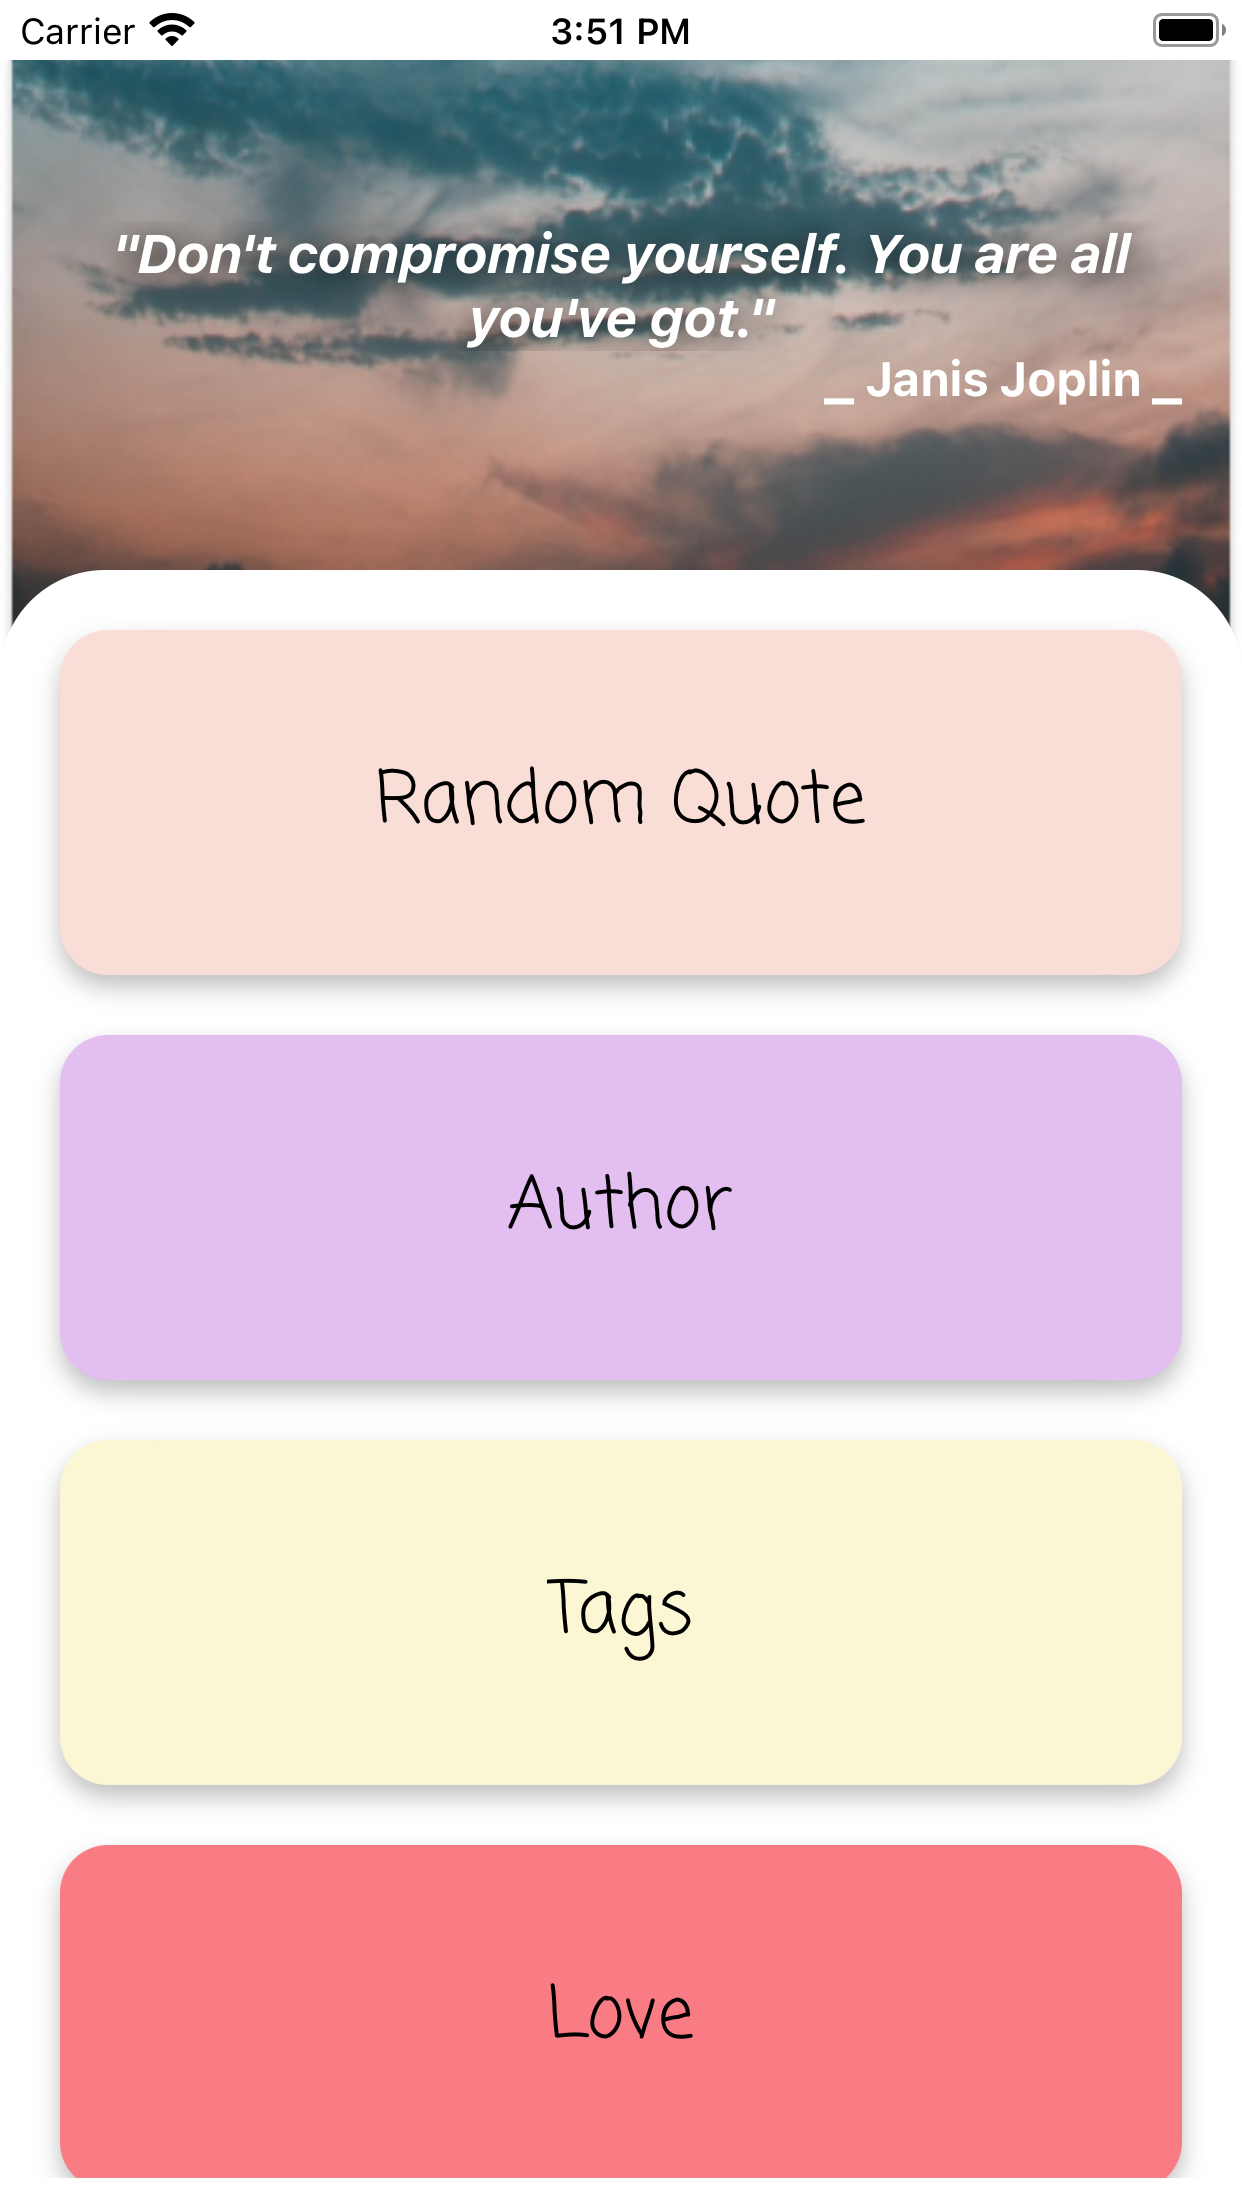 Carrier 3:51 PM
"Don't compromise yourself. You are all
you've got."
_ Janis Joplin _
Random Quote
Author
Tags
Love